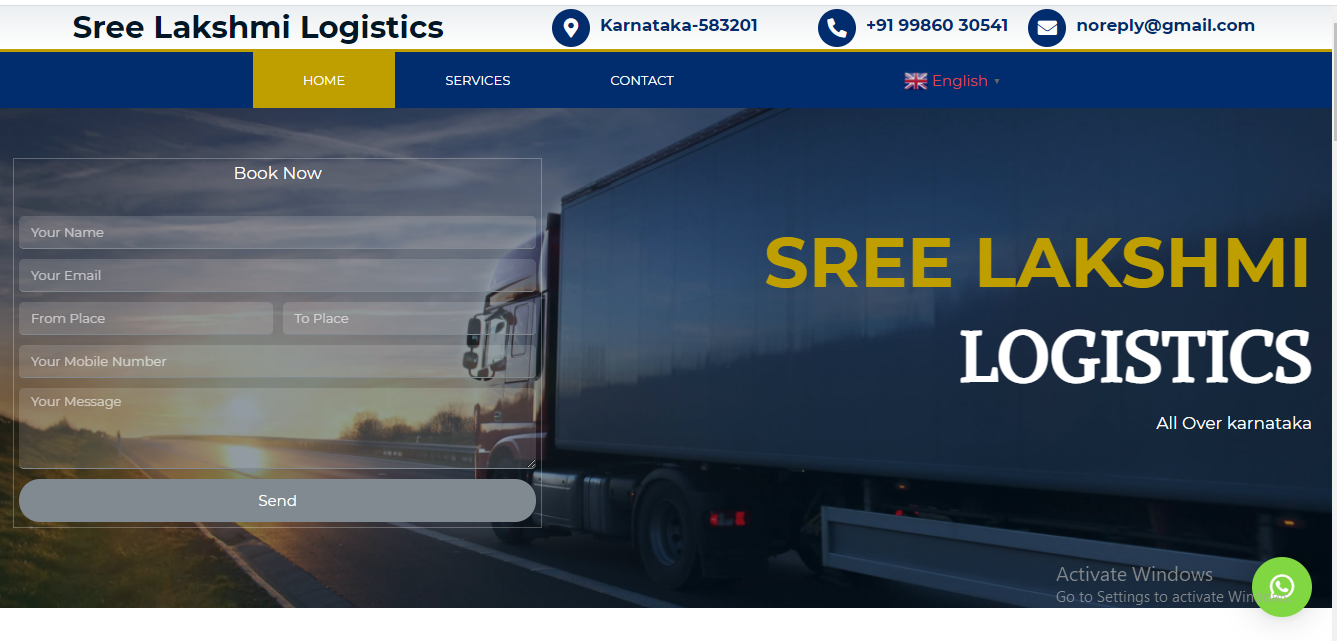 Sree Lakshmi Logistics
Karnataka-583201
+91 99860 30541
noreply@gmail.com
HOME
SERVICES
CONTACT
English
Book Now
Your Name
Your Email
From Place
To Place
Your Mobile Number
Your Message
Send
SREE LAKSHMI
LOGISTICS
All Over karnataka
Activate Windows
Go to Settings to activate